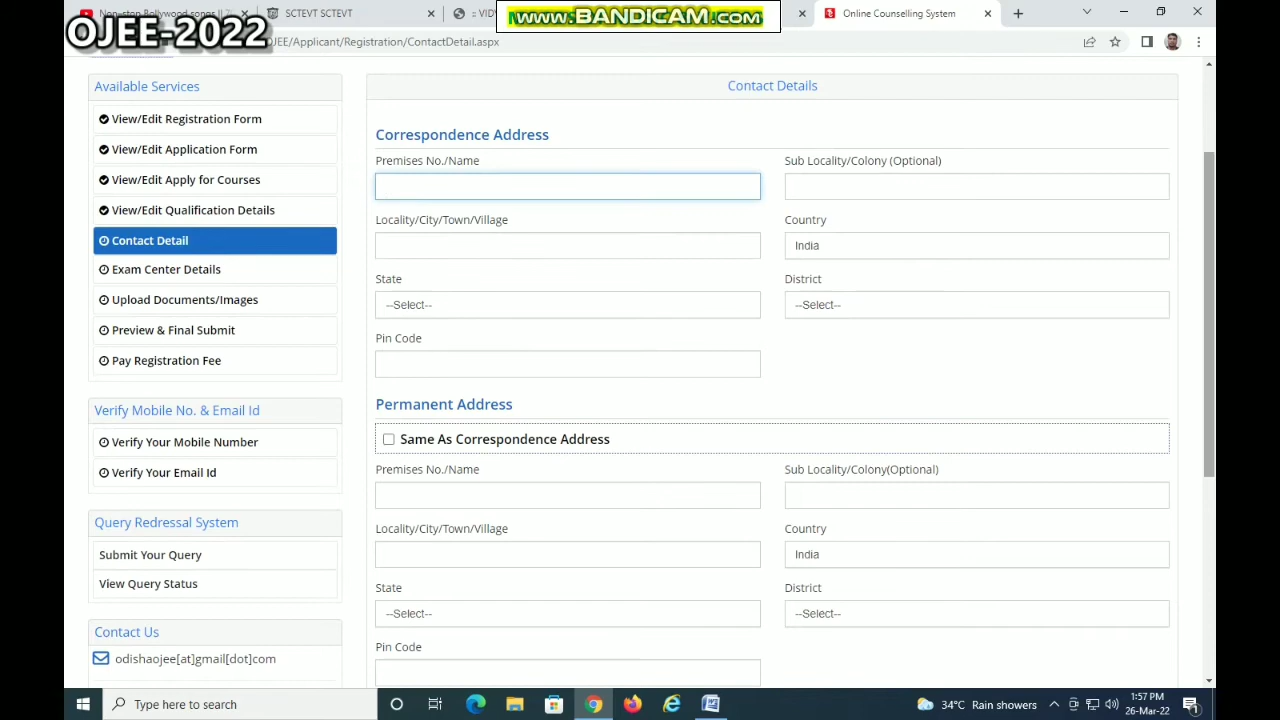 Non-stop Bollywood songs
SCTEVT SCTEVT
:: VID
www.BANDICAM.com
Online Counselling System
OJEE-2022
OJEE/Applicant/Registration/ContactDetail.aspx
Available Services
View/Edit Registration Form
View/Edit Application Form
View/Edit Apply for Courses
View/Edit Qualification Details
Contact Detail
Exam Center Details
Upload Documents/Images
Preview & Final Submit
Pay Registration Fee
Verify Mobile No. & Email Id
Verify Your Mobile Number
Verify Your Email Id
Query Redressal System
Submit Your Query
View Query Status
Contact Us
odishaojee[at]gmail[dot]com
Contact Details
Correspondence Address
Premises No./Name
Sub Locality/Colony (Optional)
Locality/City/Town/Village
Country
India
State
District
--Select--
--Select--
Pin Code
Permanent Address
Same As Correspondence Address
Premises No./Name
Sub Locality/Colony(Optional)
Locality/City/Town/Village
Country
India
State
District
--Select--
--Select--
Pin Code
Type here to search
34°C Rain showers
1:57 PM
26-Mar-22
1